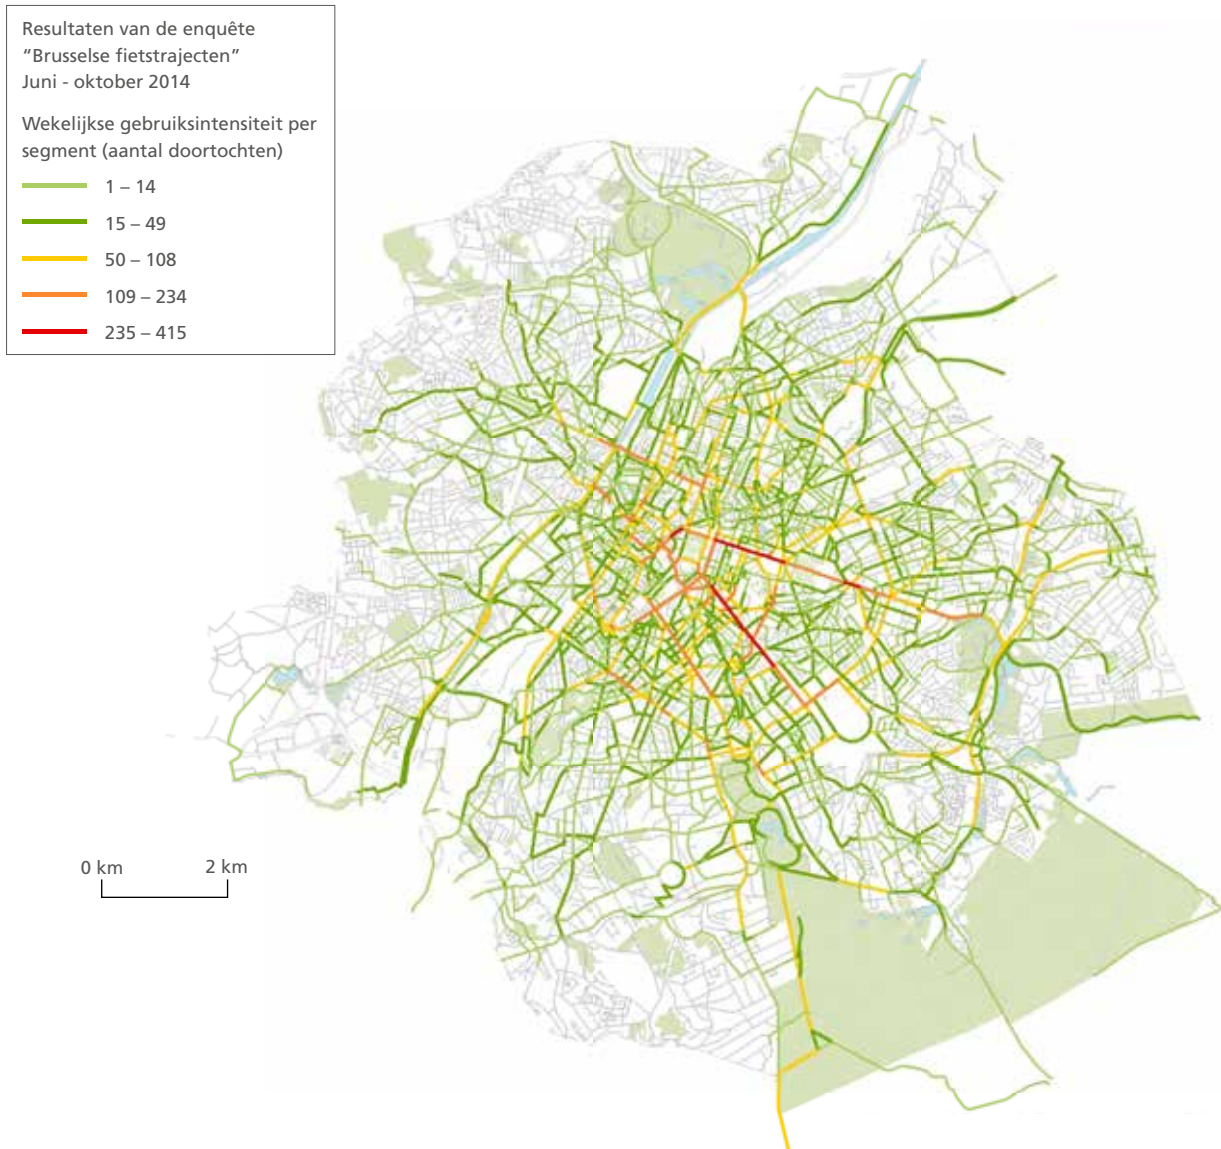 Resultaten van de enquête
“Brusselse fietstrajecten”
Juni - oktober 2014
Wekelijkse gebruiksintensiteit per
segment (aantal doortochten)
1 – 14
15 – 49
50 – 108
109 – 234
235 – 415
0 km 2 km